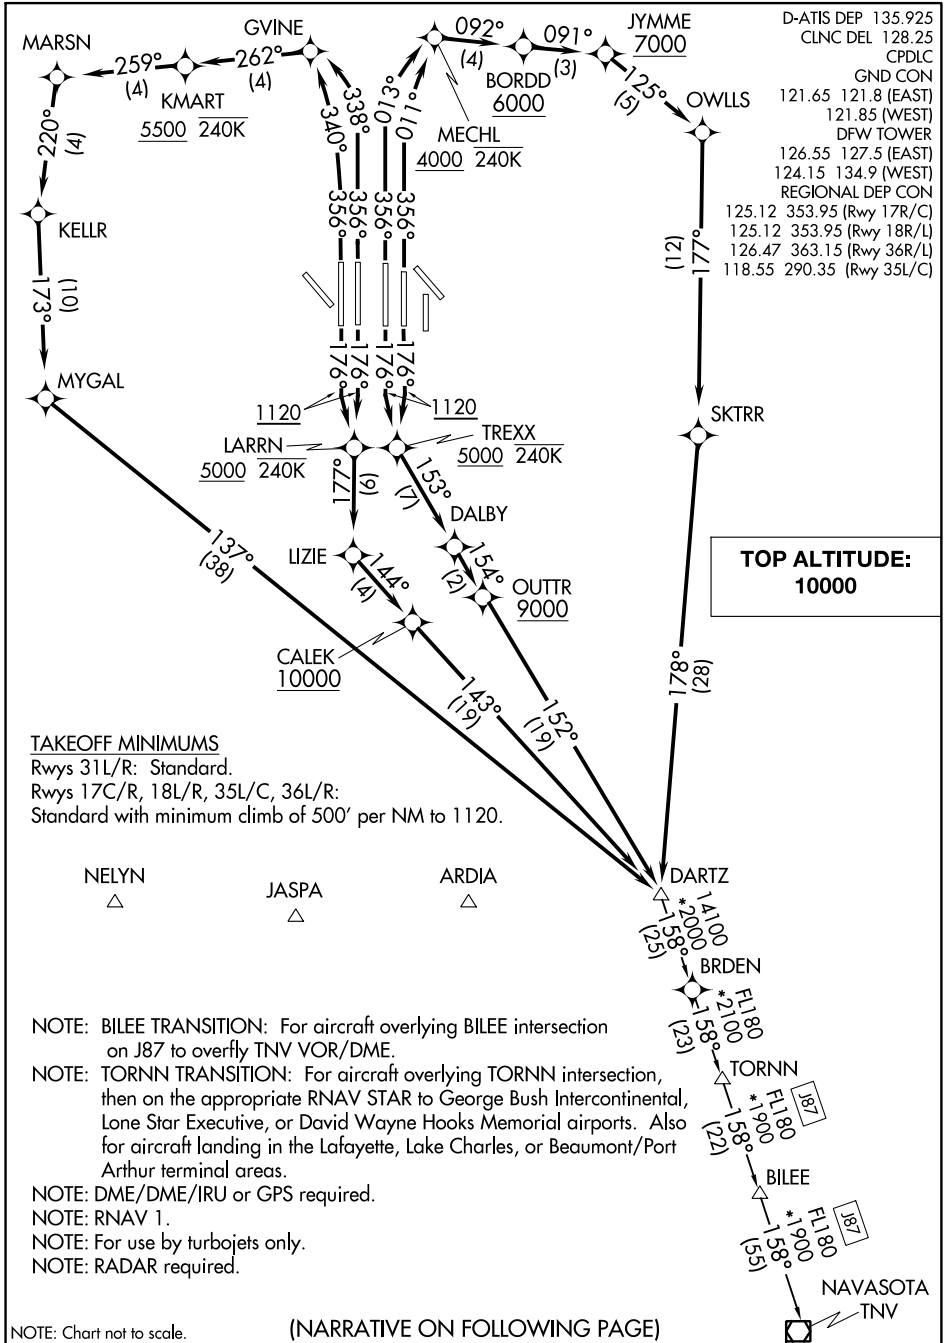 D-ATIS DEP 135.925
CLNC DEL 128.25
CPDLC
GND CON
121.65 121.8 (EAST)
121.85 (WEST)
DFW TOWER
126.55 127.5 (EAST)
124.15 134.9 (WEST)
REGIONAL DEP CON
125.12 353.95 (Rwy 17R/C)
125.12 353.95 (Rwy 18R/L)
126.47 363.15 (Rwy 36R/L)
118.55 290.35 (Rwy 35L/C)
MARSN
259°
(4)
KMART
5500 240K
262°
(4)
GVINE
338°
340°
356°
356°
013°
011°
356°
356°
MECHL
4000 240K
092°
(4)
BORDD
6000
091°
(3)
JYMME
7000
125°
(5)
OWLLS
177°
(12)
SKTRR
178°
(28)
220°
(4)
KELLR
173°
(10)
MYGAL
137°
(38)
176°
176°
176°
176°
1120
1120
LARRN
5000 240K
TREXX
5000 240K
177°
(9)
LIZIE
144°
(4)
CALEK
10000
143°
(19)
153°
(7)
DALBY
154°
(2)
OUTTR
9000
152°
(19)
TOP ALTITUDE:
10000
TAKEOFF MINIMUMS
Rwys 31L/R: Standard.
Rwys 17C/R, 18L/R, 35L/C, 36L/R:
Standard with minimum climb of 500' per NM to 1120.
NELYN
JASPA
ARDIA
DARTZ
14100
*2000
158°
(25)
BRDEN
FL180
*2100
158°
(23)
TORNN
J87
FL180
*1900
158°
(22)
BILEE
J87
FL180
*1900
158°
(55)
NAVASOTA
TNV
NOTE: BILEE TRANSITION: For aircraft overlying BILEE intersection
on J87 to overfly TNV VOR/DME.
NOTE: TORNN TRANSITION: For aircraft overlying TORNN intersection,
then on the appropriate RNAV STAR to George Bush Intercontinental,
Lone Star Executive, or David Wayne Hooks Memorial airports. Also
for aircraft landing in the Lafayette, Lake Charles, or Beaumont/Port
Arthur terminal areas.
NOTE: DME/DME/IRU or GPS required.
NOTE: RNAV 1.
NOTE: For use by turbojets only.
NOTE: RADAR required.
NOTE: Chart not to scale.
(NARRATIVE ON FOLLOWING PAGE)